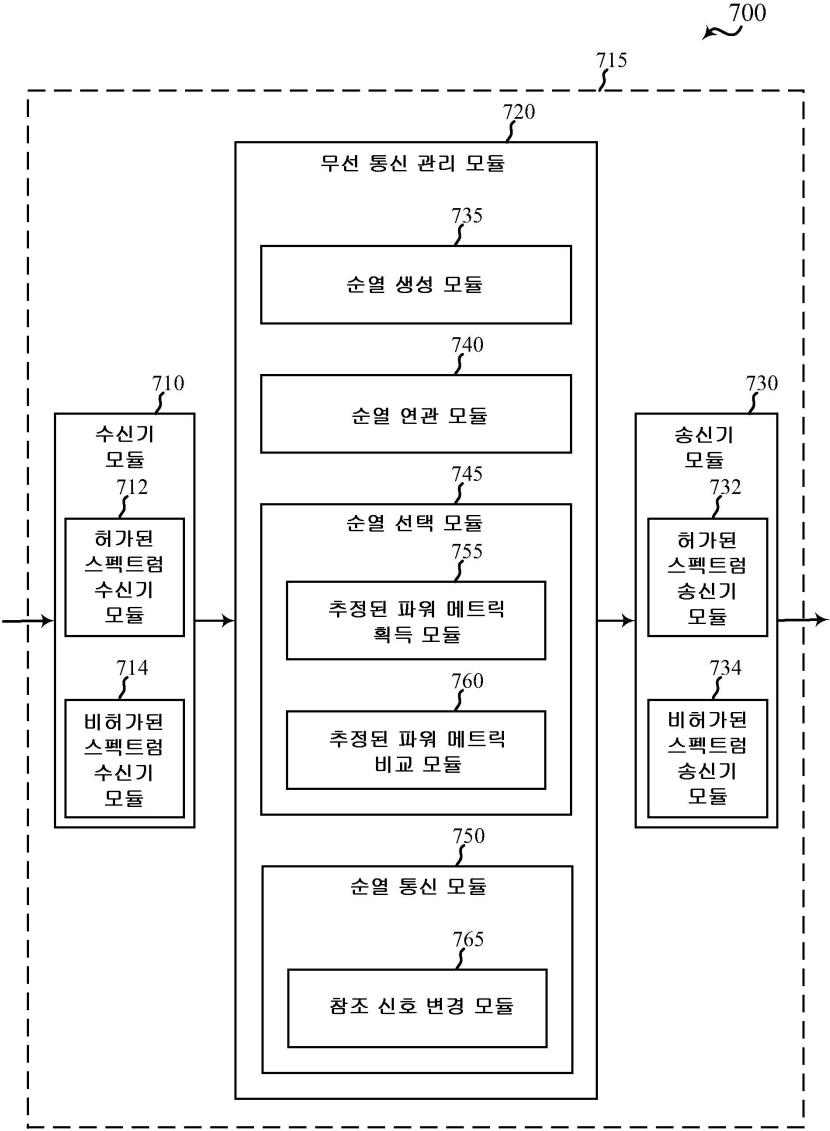 700
715
720
무선 통신 관리 모듈
735
순열 생성 모듈
740
순열 연관 모듈
710
수신기
모듈
712
허가된
스펙트럼
수신기
모듈
714
비허가된
스펙트럼
수신기
모듈
745
순열 선택 모듈
755
추정된 파워 메트릭
획득 모듈
760
추정된 파워 메트릭
비교 모듈
730
송신기
모듈
732
허가된
스펙트럼
송신기
모듈
734
비허가된
스펙트럼
송신기
모듈
750
순열 통신 모듈
765
참조 신호 변경 모듈